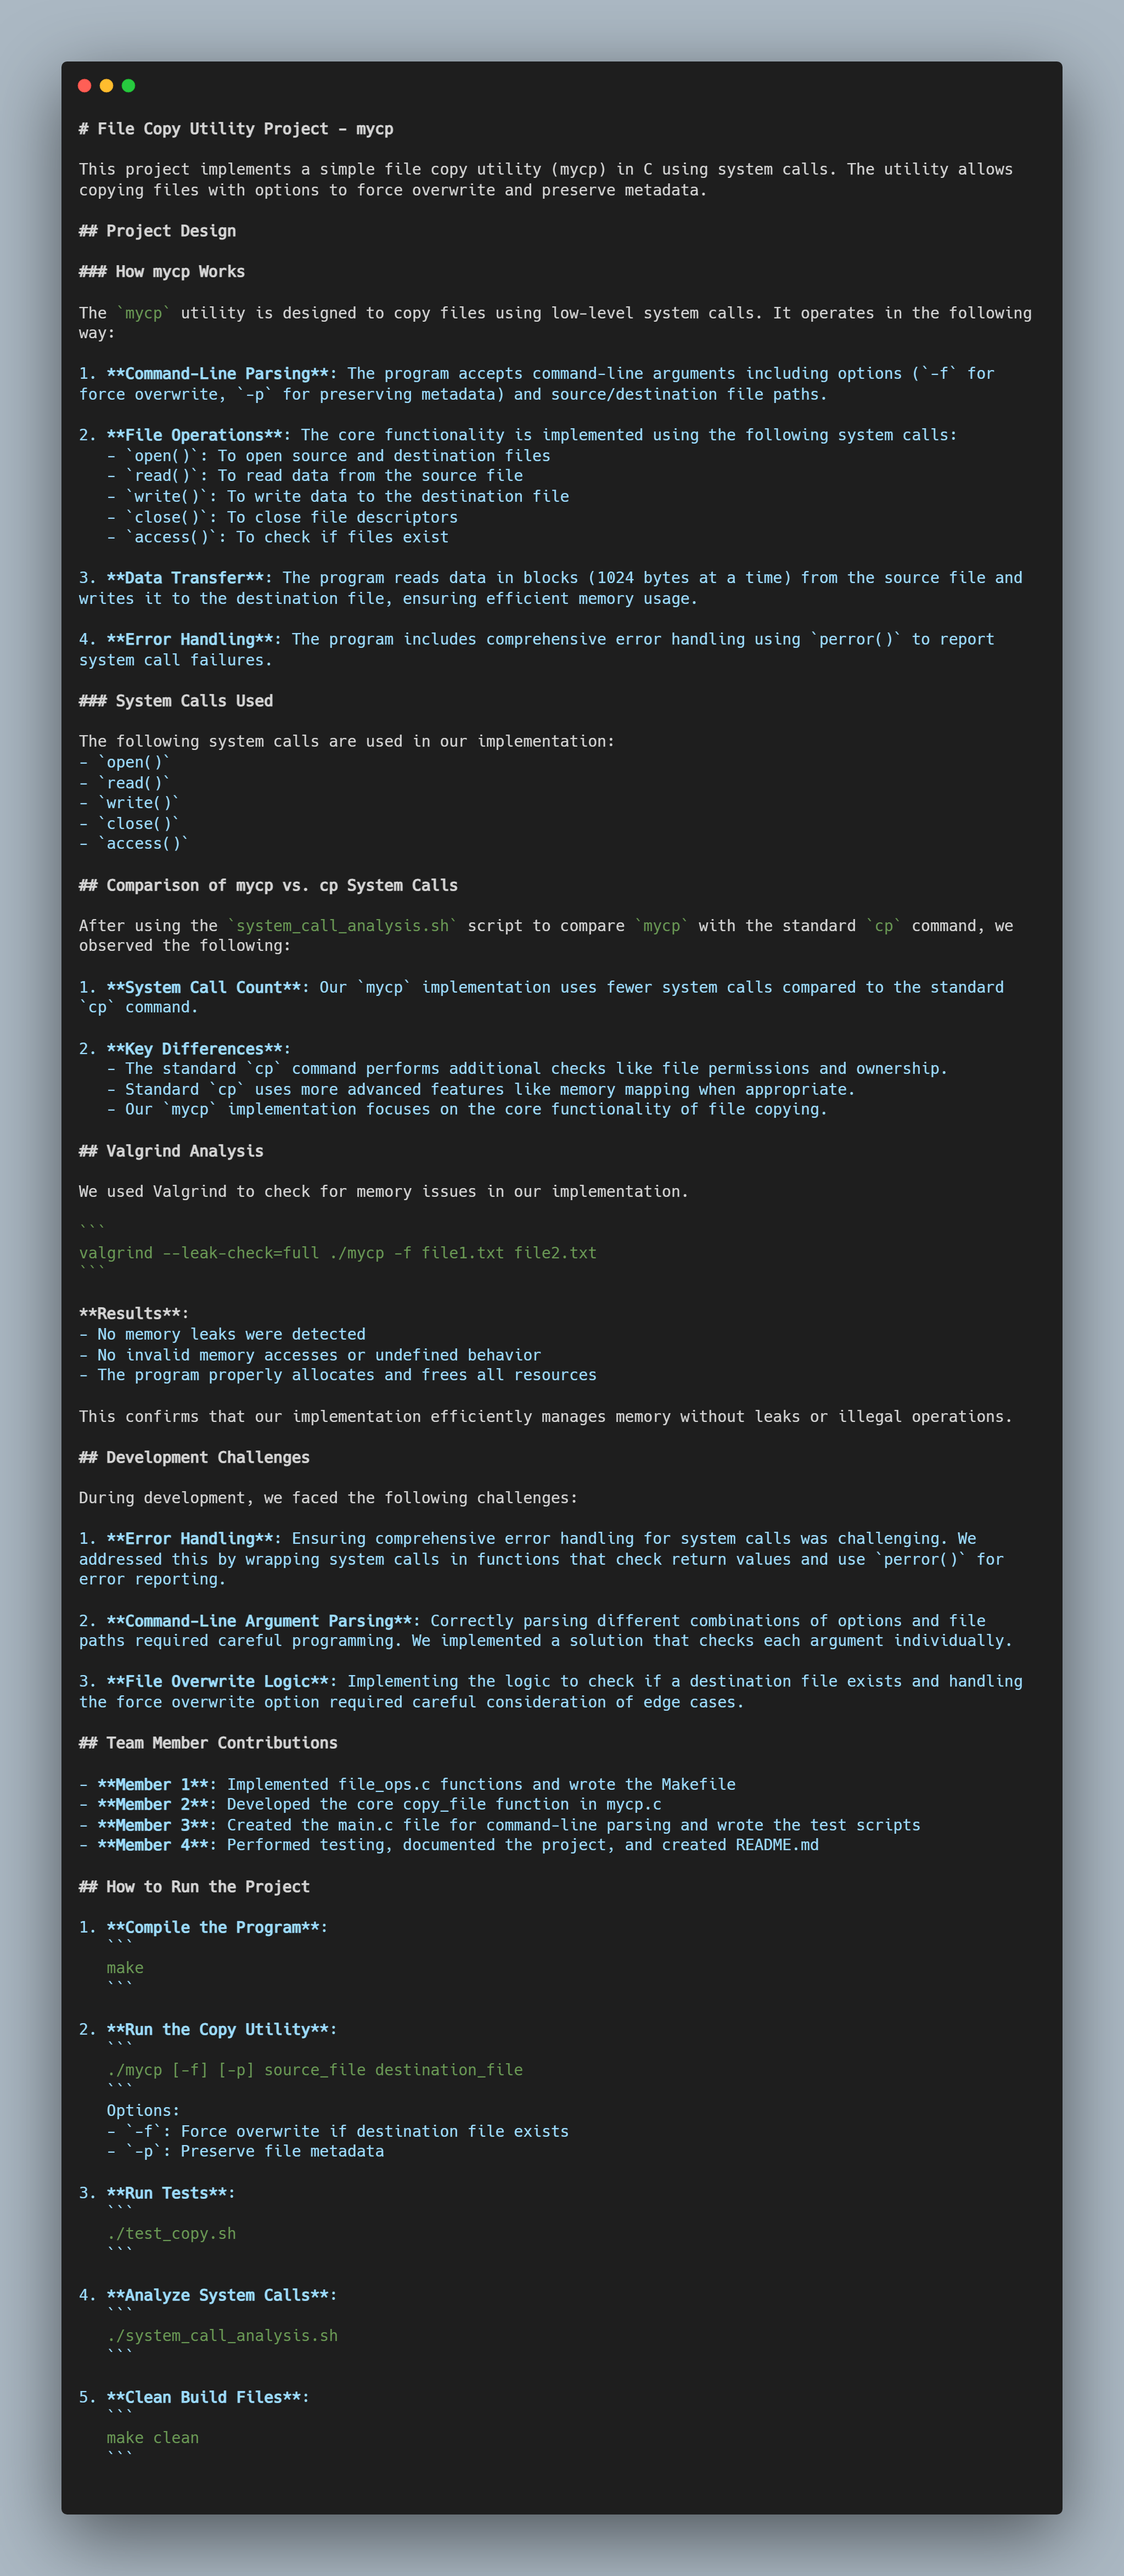 # File Copy Utility Project - mycp
This project implements a simple file copy utility (mycp) in C using system calls. The utility allows
copying files with options to force overwrite and preserve metadata.
## Project Design
### How mycp Works
The `mycp` utility is designed to copy files using low-level system calls. It operates in the following
way:
1. **Command-Line Parsing**: The program accepts command-line arguments including options (`-f` for
force overwrite, `-p` for preserving metadata) and source/destination file paths.
2. **File Operations**: The core functionality is implemented using the following system calls:
   - `open()`: To open source and destination files
   - `read()`: To read data from the source file
   - `write()`: To write data to the destination file
   - `close()`: To close file descriptors
   - `access()`: To check if files exist
3. **Data Transfer**: The program reads data in blocks (1024 bytes at a time) from the source file and
writes it to the destination file, ensuring efficient memory usage.
4. **Error Handling**: The program includes comprehensive error handling using `perror()` to report
system call failures.
### System Calls Used
The following system calls are used in our implementation:
- `open()`
- `read()`
- `write()`
- `close()`
- `access()`
## Comparison of mycp vs. cp System Calls
After using the `system_call_analysis.sh` script to compare `mycp` with the standard `cp` command, we
observed the following:
1. **System Call Count**: Our `mycp` implementation uses fewer system calls compared to the standard
`cp` command.
2. **Key Differences**:
   - The standard `cp` command performs additional checks like file permissions and ownership.
   - Standard `cp` uses more advanced features like memory mapping when appropriate.
   - Our `mycp` implementation focuses on the core functionality of file copying.
## Valgrind Analysis
We used Valgrind to check for memory issues in our implementation.
```
valgrind --leak-check=full ./mycp -f file1.txt file2.txt
```
**Results**:
- No memory leaks were detected
- No invalid memory accesses or undefined behavior
- The program properly allocates and frees all resources
This confirms that our implementation efficiently manages memory without leaks or illegal operations.
## Development Challenges
During development, we faced the following challenges:
1. **Error Handling**: Ensuring comprehensive error handling for system calls was challenging. We
addressed this by wrapping system calls in functions that check return values and use `perror()` for
error reporting.
2. **Command-Line Argument Parsing**: Correctly parsing different combinations of options and file
paths required careful programming. We implemented a solution that checks each argument individually.
3. **File Overwrite Logic**: Implementing the logic to check if a destination file exists and handling
the force overwrite option required careful consideration of edge cases.
## Team Member Contributions
- **Member 1**: Implemented file_ops.c functions and wrote the Makefile
- **Member 2**: Developed the core copy_file function in mycp.c
- **Member 3**: Created the main.c file for command-line parsing and wrote the test scripts
- **Member 4**: Performed testing, documented the project, and created README.md
## How to Run the Project
1. **Compile the Program**:
   ```
   make
   ```
2. **Run the Copy Utility**:
   ```
   ./mycp [-f] [-p] source_file destination_file
   ```
   Options:
   - `-f`: Force overwrite if destination file exists
   - `-p`: Preserve file metadata
3. **Run Tests**:
   ```
   ./test_copy.sh
   ```
4. **Analyze System Calls**:
   ```
   ./system_call_analysis.sh
   ```
5. **Clean Build Files**:
   ```
   make clean
   ```